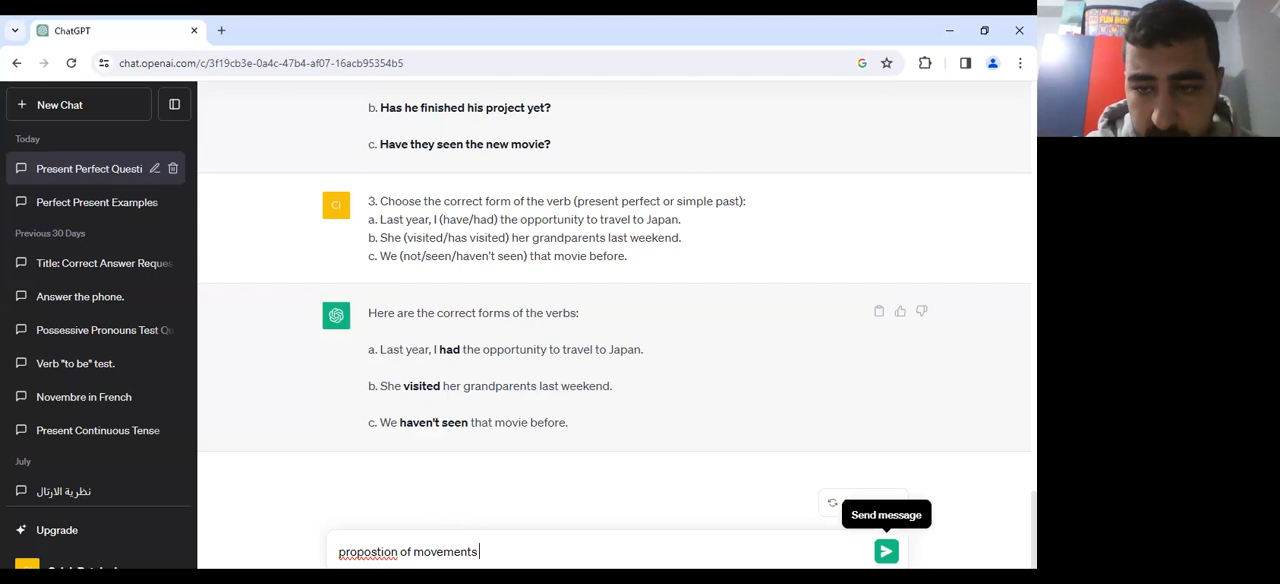 ChatGPT
chat.openai.com/c/3f19cb3e-0a4c-47b4-af07-16acb95354b5
New Chat
Today
Present Perfect Questi
Perfect Present Examples
Previous 30 Days
Title: Correct Answer Reques
Answer the phone.
Possessive Pronouns Test Qu
Verb "to be" test.
Novembre in French
Present Continuous Tense
July
نظرية الارتال
Upgrade
b. Has he finished his project yet?
c. Have they seen the new movie?
CI
3. Choose the correct form of the verb (present perfect or simple past):
a. Last year, I (have/had) the opportunity to travel to Japan.
b. She (visited/has visited) her grandparents last weekend.
c. We (not/seen/haven't seen) that movie before.
Here are the correct forms of the verbs:
a. Last year, I had the opportunity to travel to Japan.
b. She visited her grandparents last weekend.
c. We haven't seen that movie before.
Send message
propostion of movements
FUN BOX